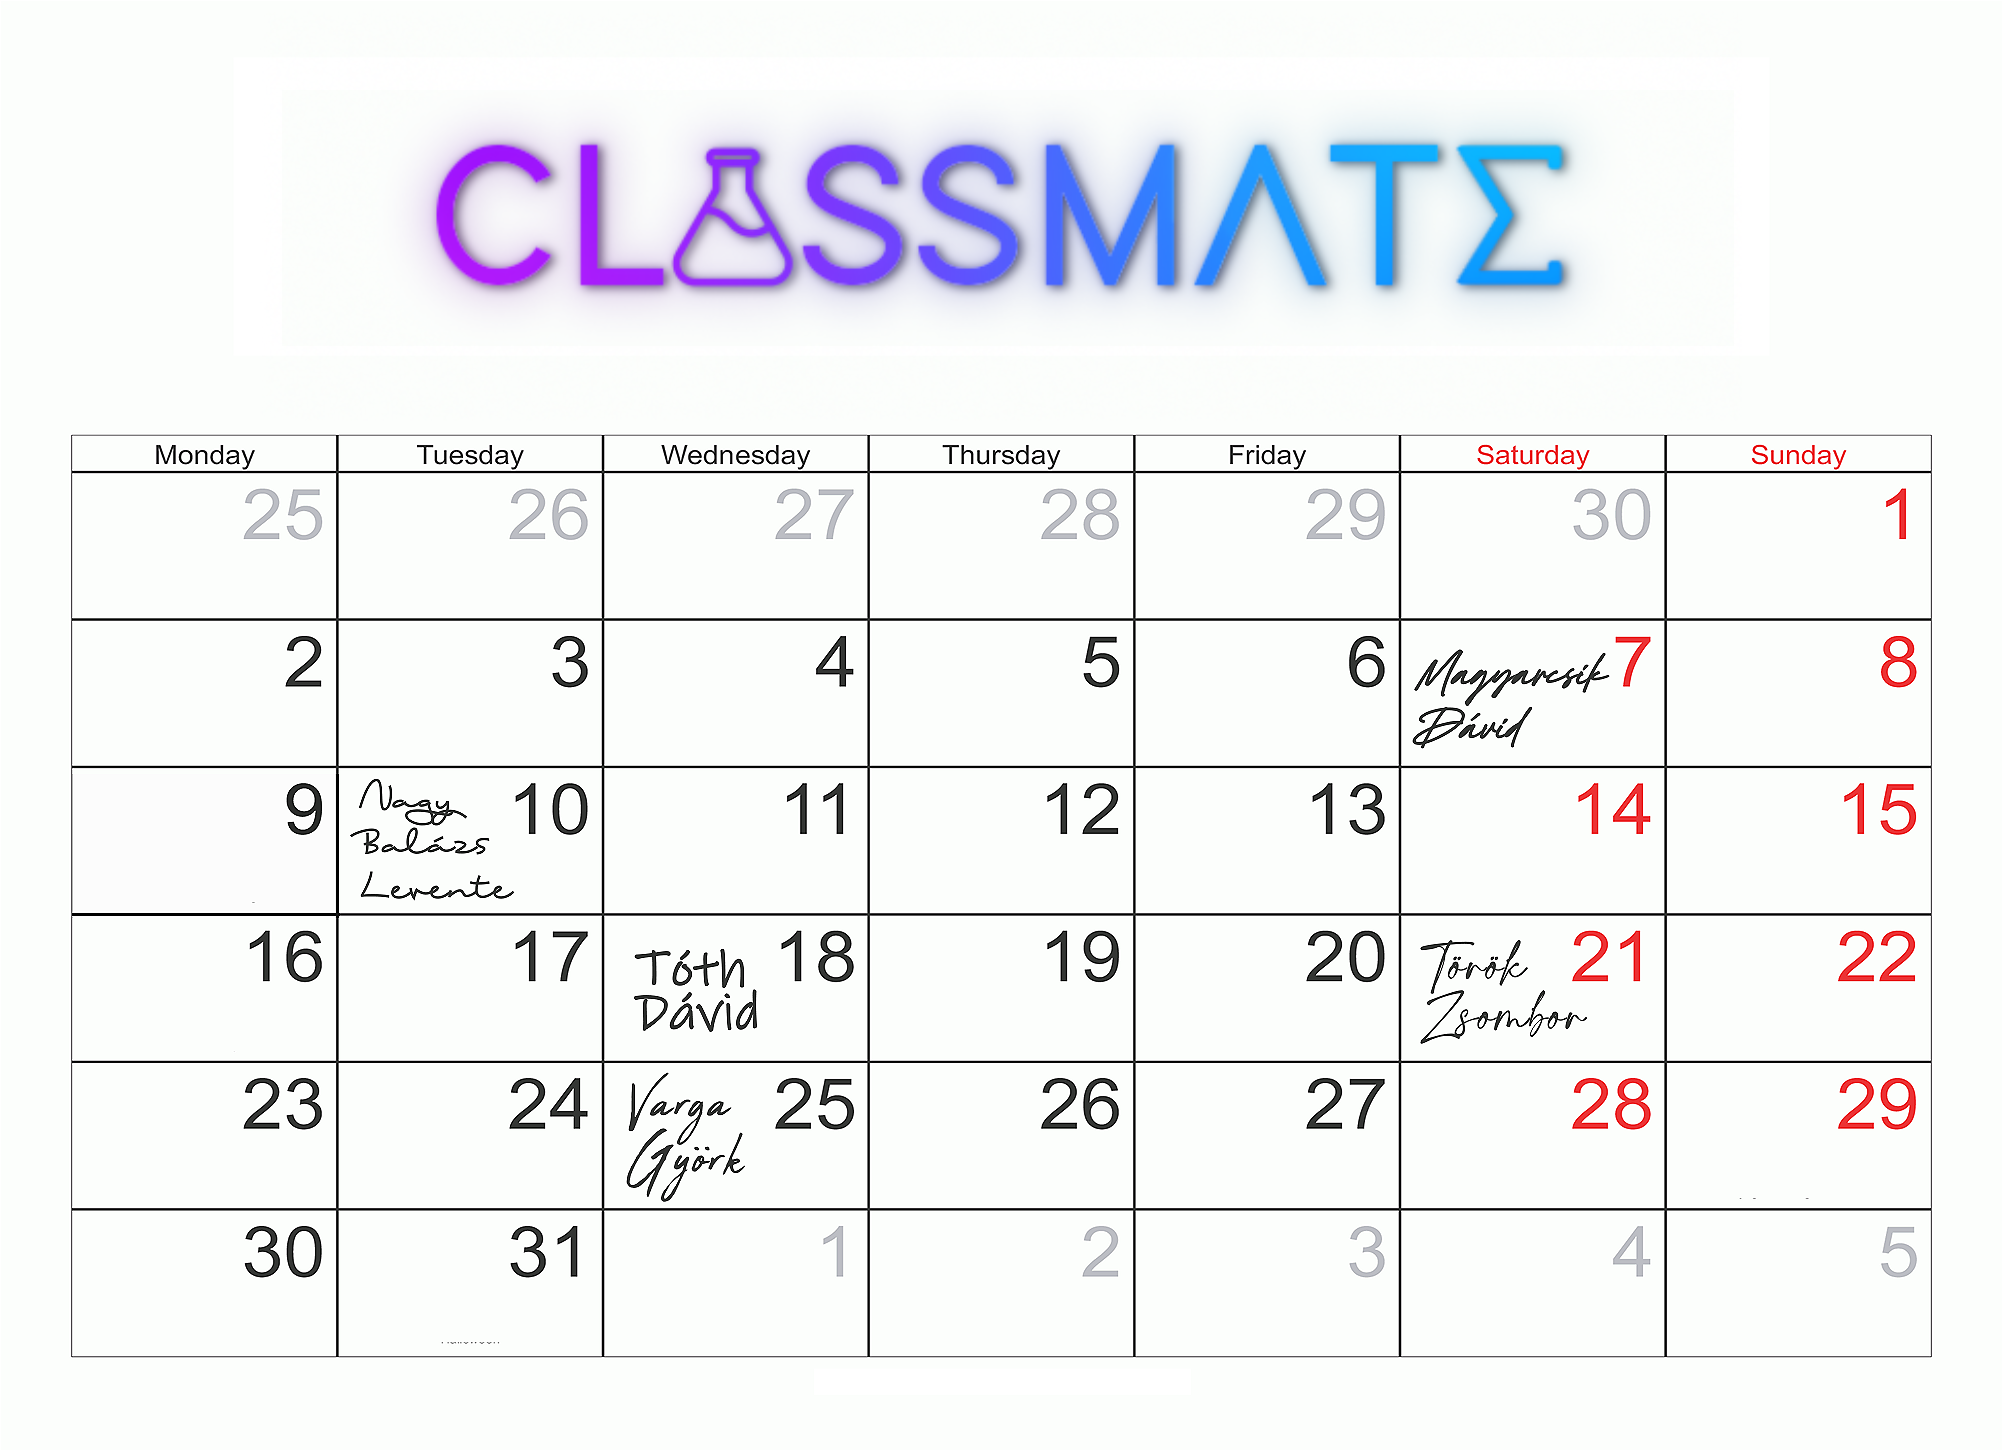 CLASSMATE
Monday Tuesday Wednesday Thursday Friday Saturday Sunday
25 26 27 28 29 30 1
2 3 4 5 6 7 8
Magyarcsik
Dávid
9 10 11 12 13 14 15
Nagy
Balázs
Levente
16 17 18 19 20 21 22
Tóth
Dávid
Török
Zsombor
23 24 25 26 27 28 29
Varga
Györk
30 31 1 2 3 4 5